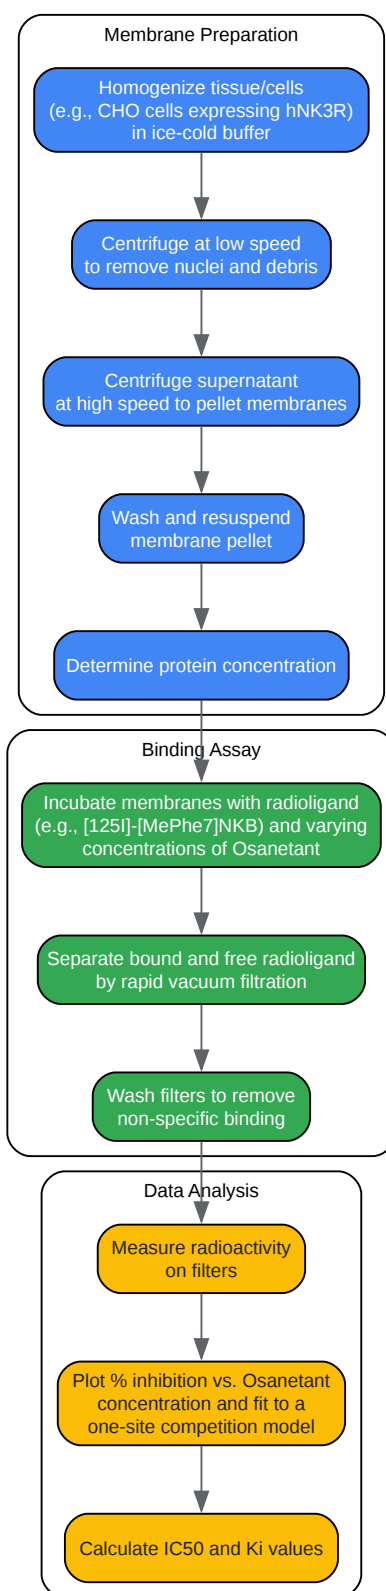 Membrane Preparation
Homogenize tissue/cells
(e.g., CHO cells expressing hNK3R)
in ice-cold buffer
Centrifuge at low speed
to remove nuclei and debris
Centrifuge supernatant
at high speed to pellet membranes
Wash and resuspend
membrane pellet
Determine protein concentration
Binding Assay
Incubate membranes with radioligand
(e.g., [125I]-[MePhe7]NKB) and varying
concentrations of Osanetant
Separate bound and free radioligand
by rapid vacuum filtration
Wash filters to remove
non-specific binding
Data Analysis
Measure radioactivity
on filters
Plot % inhibition vs. Osanetant
concentration and fit to a
one-site competition model
Calculate IC50 and Ki values